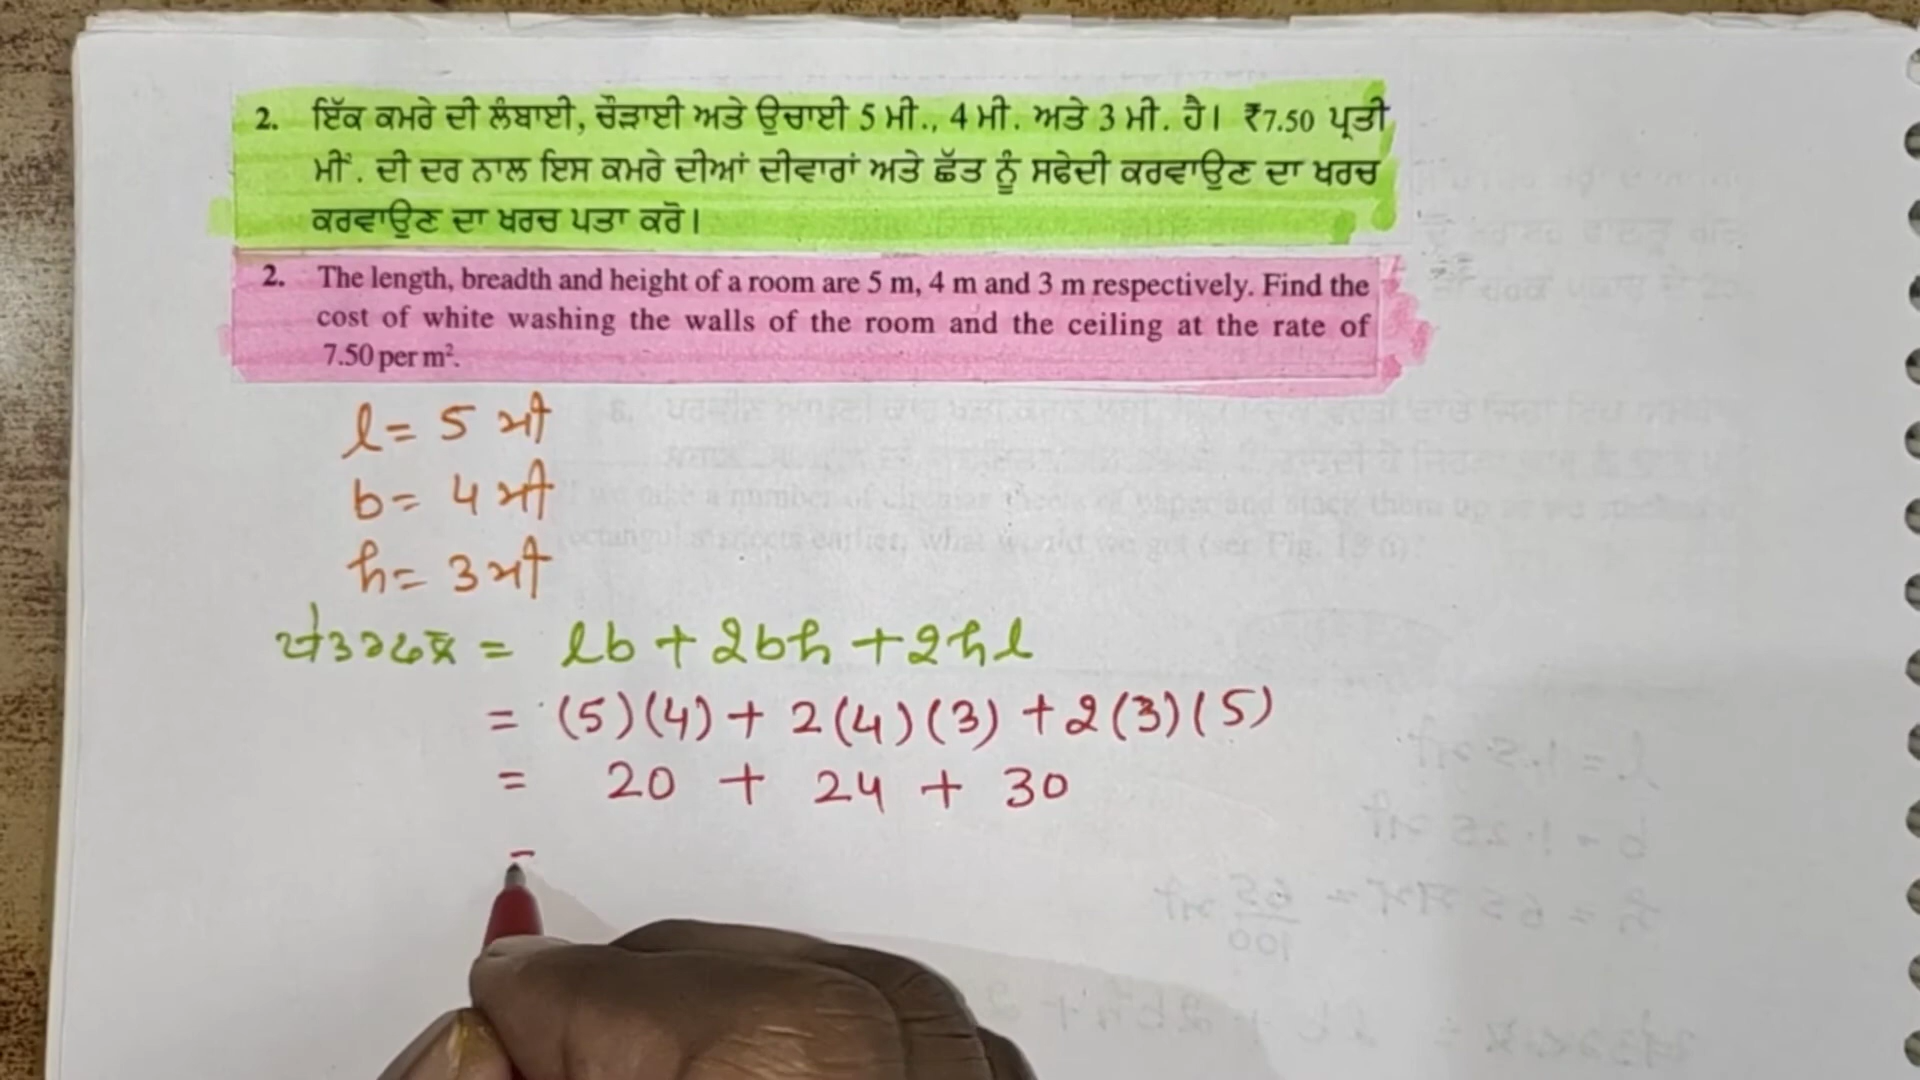 2. ਇੱਕ ਕਮਰੇ ਦੀ ਲੰਬਾਈ, ਚੌੜਾਈ ਅਤੇ ਉਚਾਈ 5 ਮੀ., 4 ਮੀ. ਅਤੇ 3 ਮੀ. ਹੈ। ₹7.50 ਪ੍ਰਤੀ
ਮੀ². ਦੀ ਦਰ ਨਾਲ ਇਸ ਕਮਰੇ ਦੀਆਂ ਦੀਵਾਰਾਂ ਅਤੇ ਛੱਤ ਨੂੰ ਸਫੇਦੀ ਕਰਵਾਉਣ ਦਾ ਖਰਚ
ਕਰਵਾਉਣ ਦਾ ਖਰਚ ਪਤਾ ਕਰੋ।
2. The length, breadth and height of a room are 5 m, 4 m and 3 m respectively. Find the
cost of white washing the walls of the room and the ceiling at the rate of
7.50 per m².
l = 5 ਮੀ
b = 4 ਮੀ
h = 3 ਮੀ
ਖੇਤਰਫਲ = lb + 2bh + 2hl
= (5)(4) + 2(4)(3) + 2(3)(5)
= 20 + 24 + 30